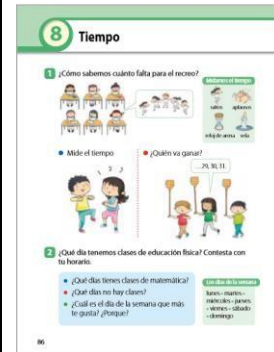 8 Tiempo
1 ¿Cómo sabemos cuánto falta para el recreo?
Midamos el tiempo
saltos aplausos
reloj de arena vela
• Mide el tiempo
• ¿Quién va ganar?
1 2 3
...29, 30, 31.
2 ¿Qué día tenemos clases de educación física? Contesta con
tu horario.
• ¿Qué días tienes clases de matemática?
• ¿Qué días no hay clases?
• ¿Cuál es el día de la semana que más
te gusta? ¿Porque?
Los días de la semana
lunes - martes -
miércoles - jueves
- viernes - sábado
- domingo
86